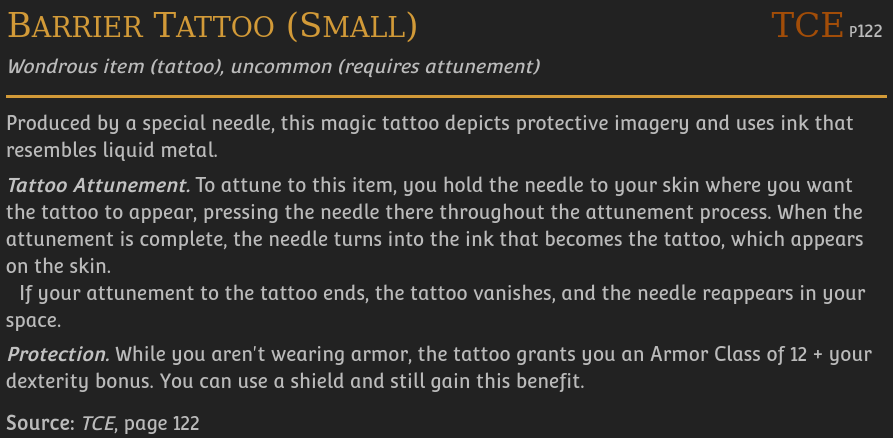 Barrier Tattoo (Small) TCE P122
Wondrous item (tattoo), uncommon (requires attunement)
Produced by a special needle, this magic tattoo depicts protective imagery and uses ink that
resembles liquid metal.
Tattoo Attunement. To attune to this item, you hold the needle to your skin where you want
the tattoo to appear, pressing the needle there throughout the attunement process. When the
attunement is complete, the needle turns into the ink that becomes the tattoo, which appears
on the skin.
If your attunement to the tattoo ends, the tattoo vanishes, and the needle reappears in your
space.
Protection. While you aren't wearing armor, the tattoo grants you an Armor Class of 12 + your
dexterity bonus. You can use a shield and still gain this benefit.
Source: TCE, page 122